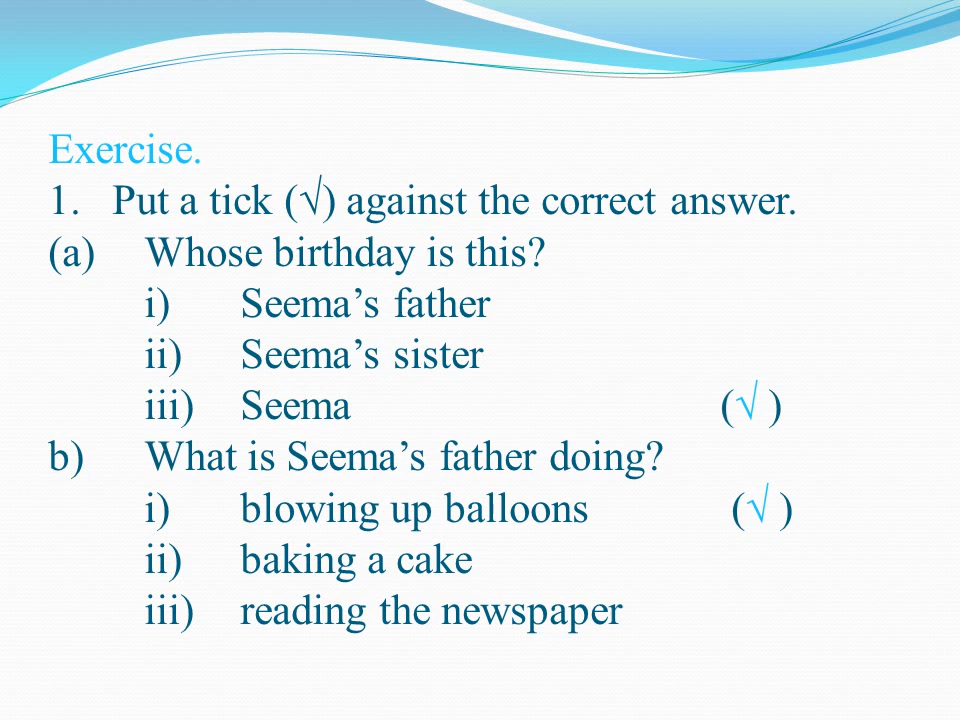 Exercise.
1. Put a tick (√) against the correct answer.
(a) Whose birthday is this?
i) Seema’s father
ii) Seema’s sister
iii) Seema (√ )
b) What is Seema’s father doing?
i) blowing up balloons (√ )
ii) baking a cake
iii) reading the newspaper